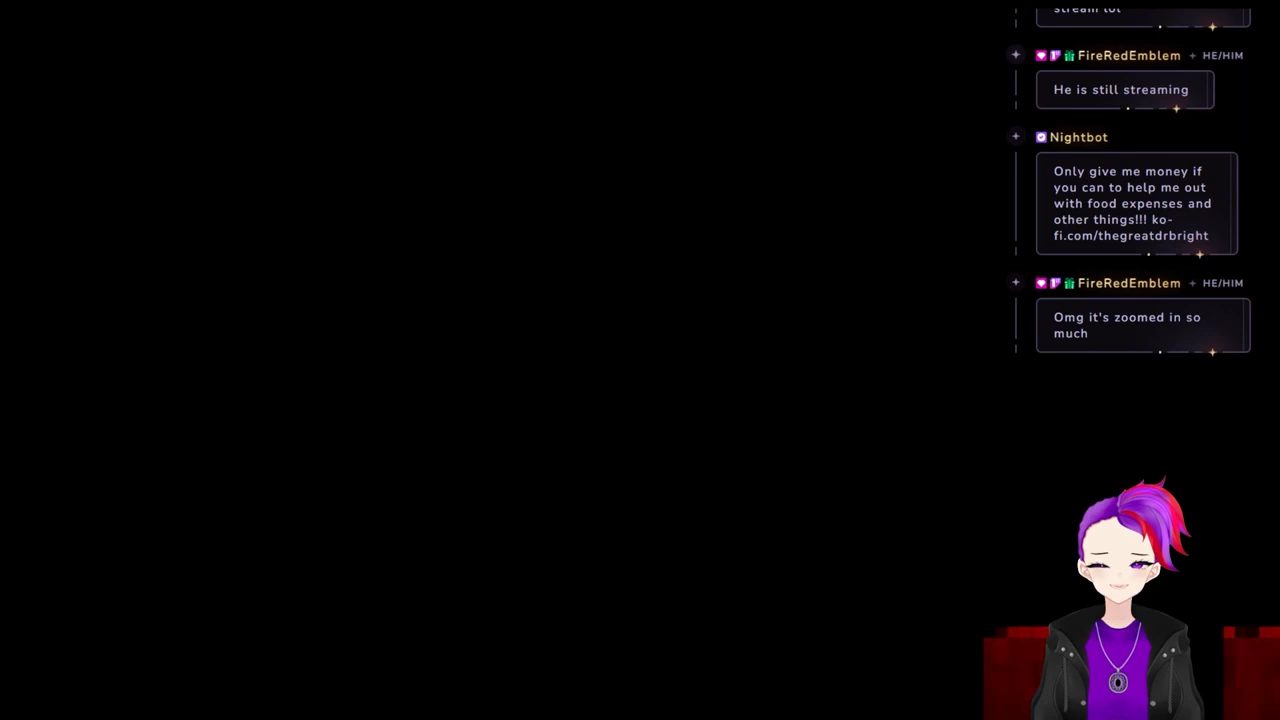 stream lol
FireRedEmblem HE/HIM
He is still streaming
Nightbot
Only give me money if
you can to help me out
with food expenses and
other things!!! ko-
fi.com/thegreatdrbright
FireRedEmblem HE/HIM
Omg it's zoomed in so
much